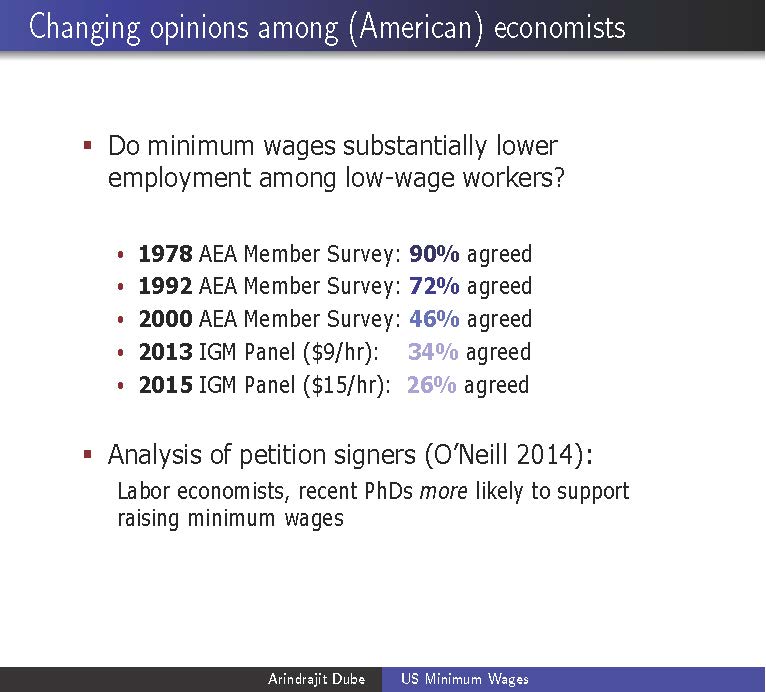 Changing opinions among (American) economists
Do minimum wages substantially lower
employment among low-wage workers?
1978 AEA Member Survey: 90% agreed
1992 AEA Member Survey: 72% agreed
2000 AEA Member Survey: 46% agreed
2013 IGM Panel ($9/hr): 34% agreed
2015 IGM Panel ($15/hr): 26% agreed
Analysis of petition signers (O'Neill 2014):
Labor economists, recent PhDs more likely to support
raising minimum wages
Arindrajit Dube US Minimum Wages